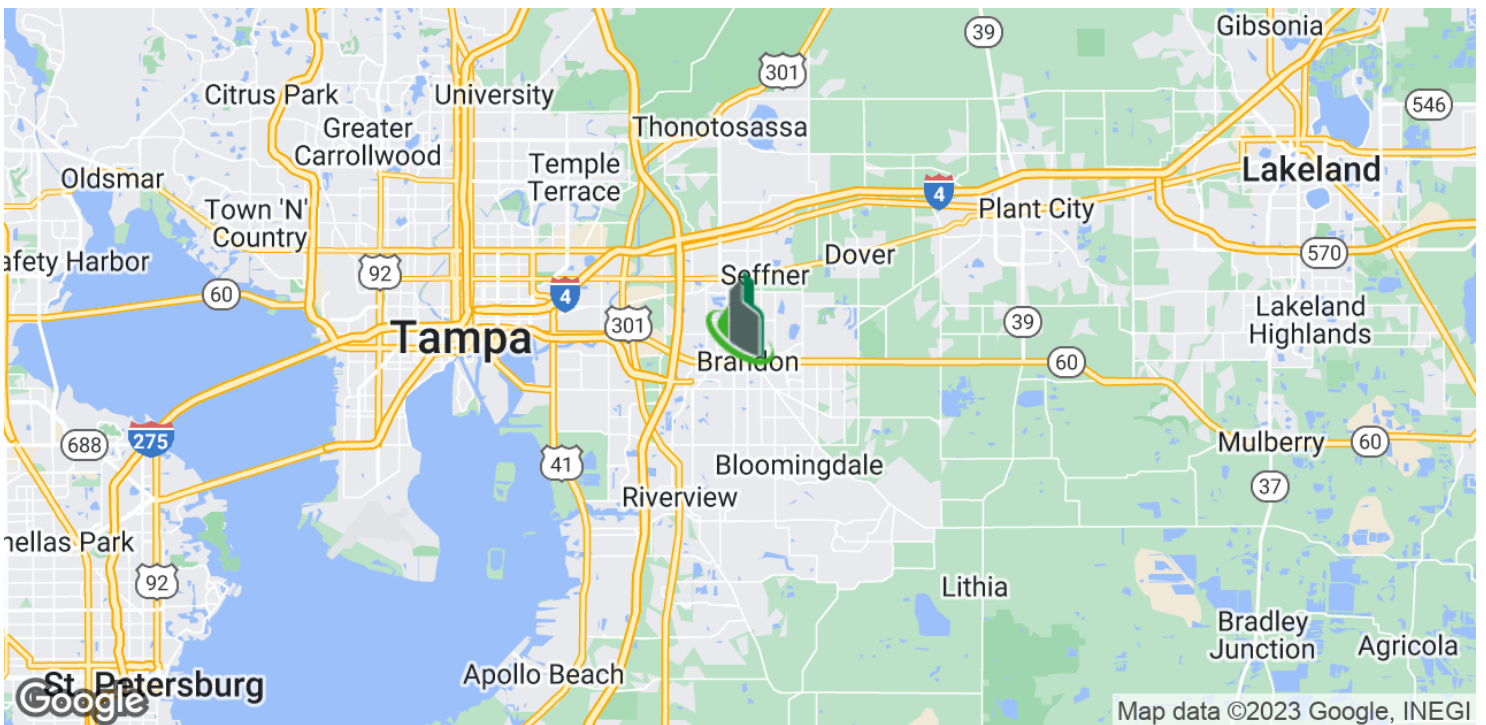 Gibsonia
39
301
546
Citrus Park
University
Greater
Carrollwood
Thonotosassa
Temple
Terrace
Lakeland
Oldsmar
4
Town 'N'
Country
Plant City
afety Harbor
92
Seffner
Dover
570
60
4
301
39
Lakeland
Highlands
Tampa
Brandon
60
275
688
Mulberry
60
41
Bloomingdale
37
Riverview
nellas Park
92
Lithia
Bradley
Junction
Agricola
Apollo Beach
St. Petersburg
Google
Map data ©2023 Google, INEGI